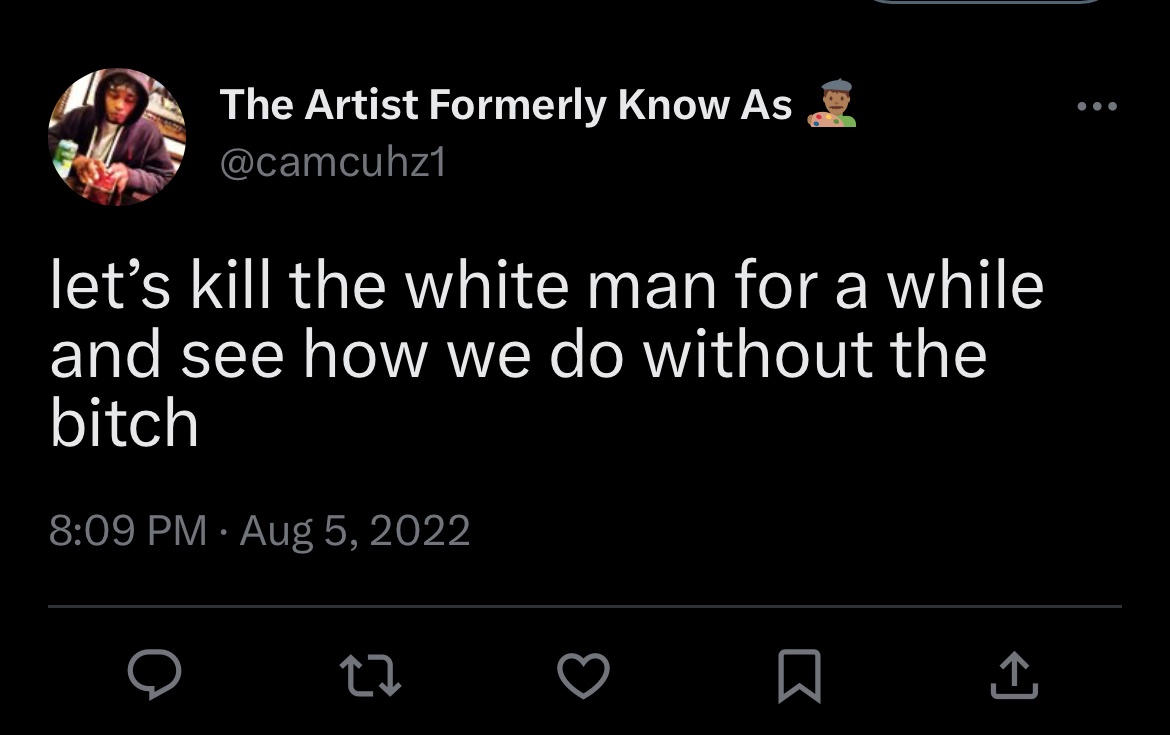 The Artist Formerly Know As 👨🏽‍🎨
@camcuhz1
let’s kill the white man for a while
and see how we do without the
bitch
8:09 PM · Aug 5, 2022